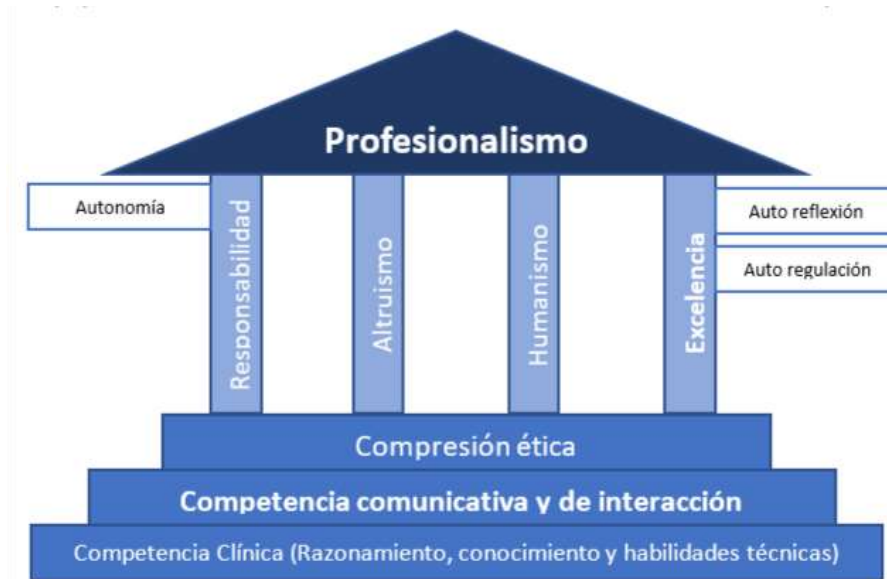 Profesionalismo
Autonomía
Responsabilidad
Altruismo
Humanismo
Excelencia
Auto reflexión
Auto regulación
Compresión ética
Competencia comunicativa y de interacción
Competencia Clínica (Razonamiento, conocimiento y habilidades técnicas)